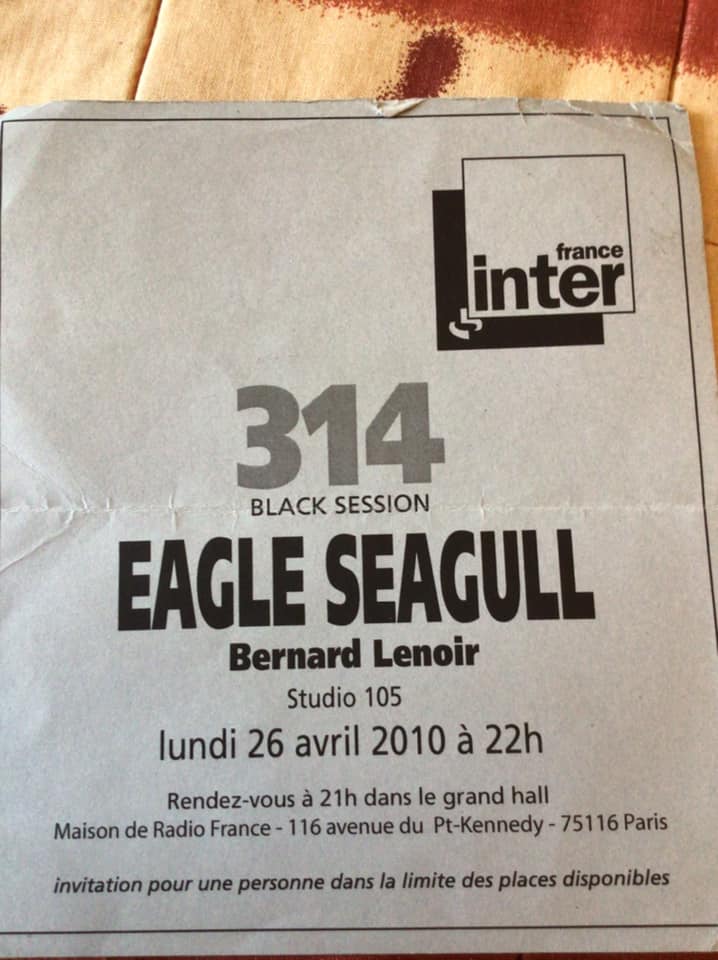 france
inter
314
BLACK SESSION
EAGLE SEAGULL
Bernard Lenoir
Studio 105
lundi 26 avril 2010 à 22h
Rendez-vous à 21h dans le grand hall
Maison de Radio France - 116 avenue du Pt-Kennedy - 75116 Paris
invitation pour une personne dans la limite des places disponibles